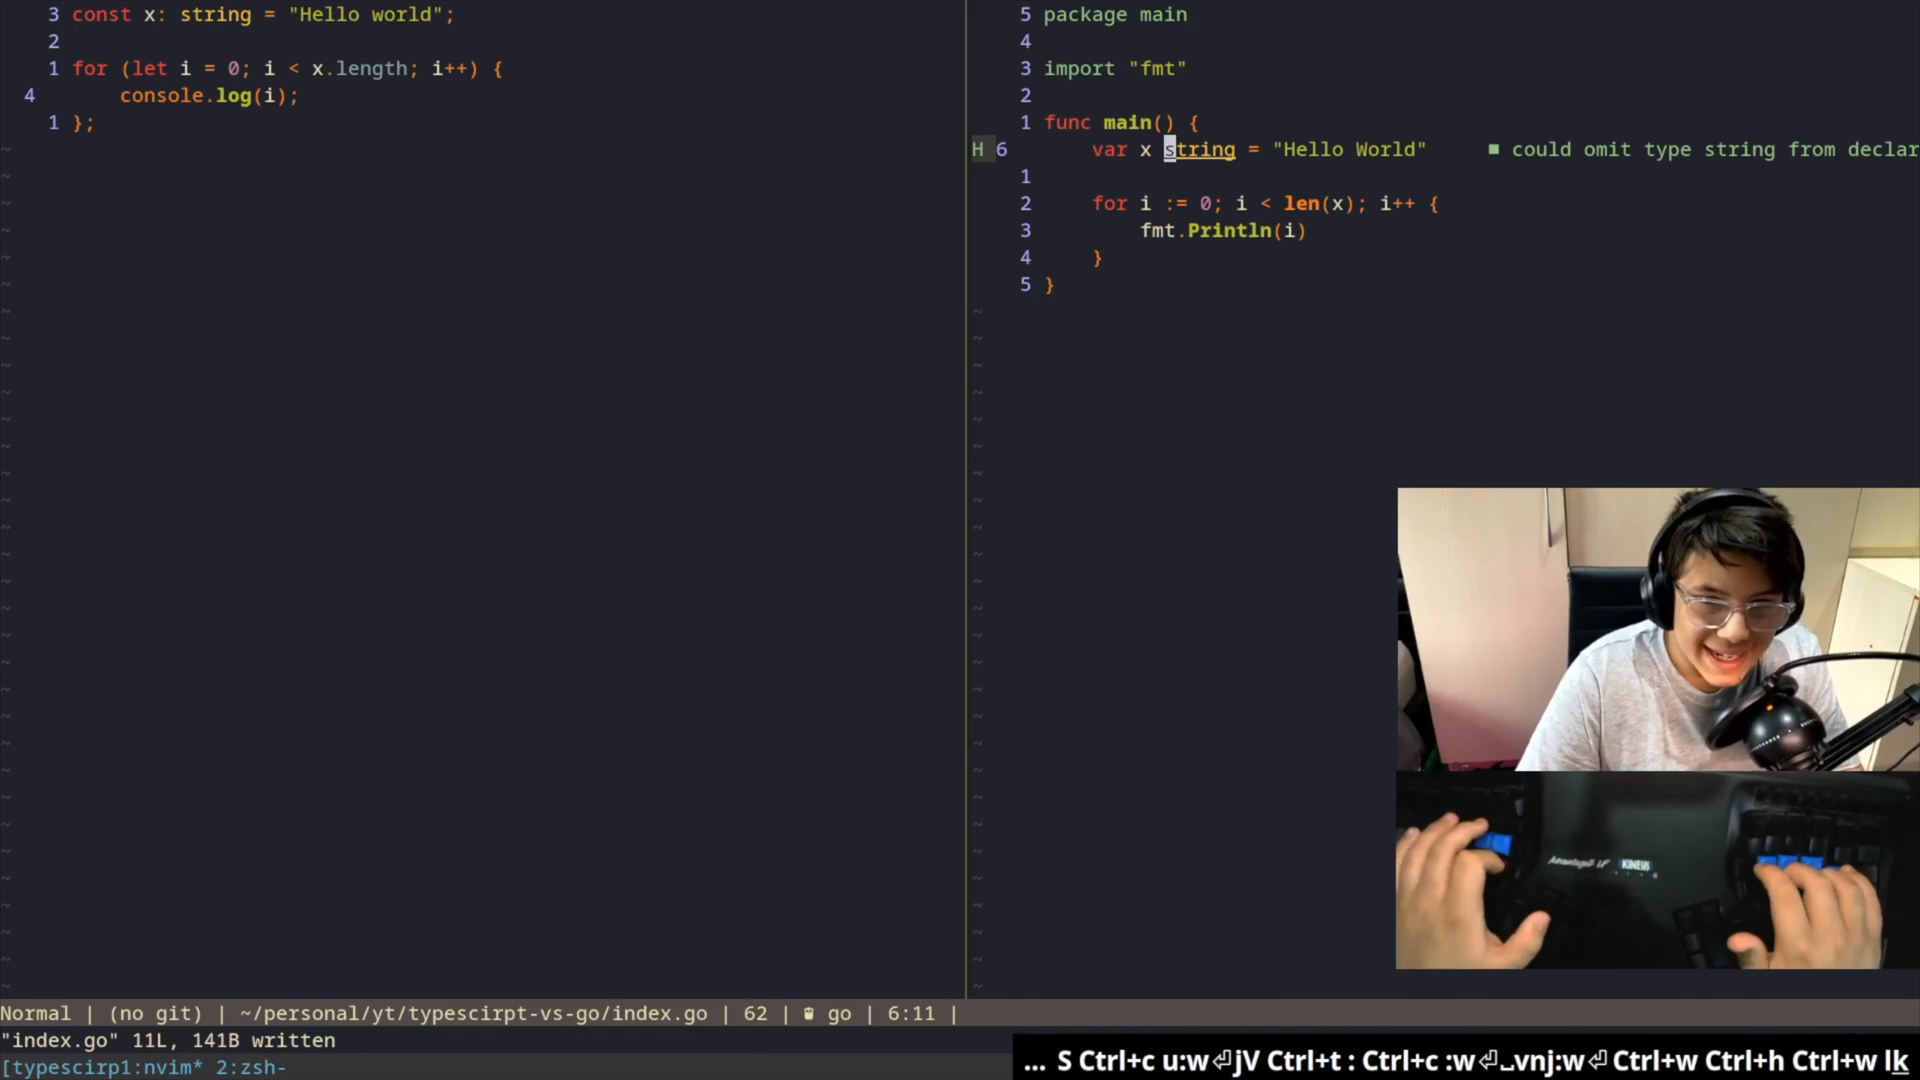 3 const x: string = "Hello world";
2
1 for (let i = 0; i < x.length; i++) {
4     console.log(i);
1 };
5 package main
4
3 import "fmt"
2
1 func main() {
H 6     var x string = "Hello World"     ■ could omit type string from declar
1
2     for i := 0; i < len(x); i++ {
3         fmt.Println(i)
4     }
5 }
Advantage2 LF KINESIS
Normal | (no git) | ~/personal/yt/typescirpt-vs-go/index.go | 62 | go | 6:11 |
"index.go" 11L, 141B written
[typescirp1:nvim* 2:zsh-
... S Ctrl+c u:w⏎jV Ctrl+t : Ctrl+c :w⏎⎵vnj:w⏎ Ctrl+w Ctrl+h Ctrl+w lk